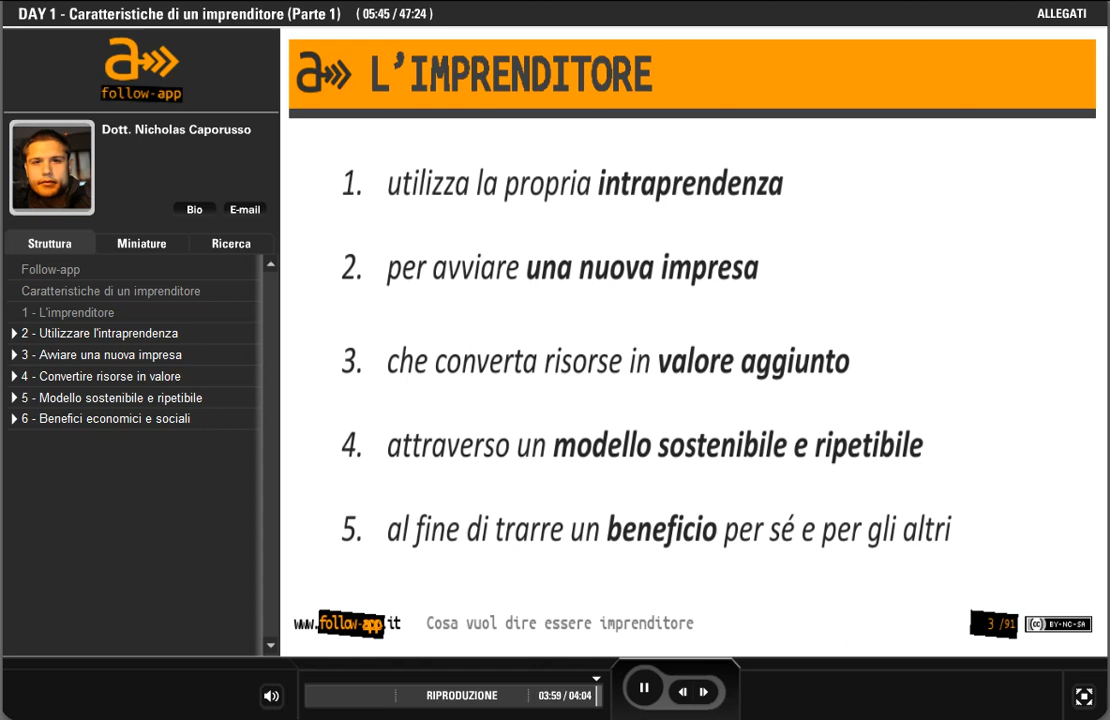 DAY 1 - Caratteristiche di un imprenditore (Parte 1) ( 05:45 / 47:24 )
ALLEGATI
a
follow-app
Dott. Nicholas Caporusso
Bio
E-mail
Struttura
Miniature
Ricerca
Follow-app
Caratteristiche di un imprenditore
1 - L'imprenditore
2 - Utilizzare l'intraprendenza
3 - Avviare una nuova impresa
4 - Convertire risorse in valore
5 - Modello sostenibile e ripetibile
6 - Benefici economici e sociali
a L'IMPRENDITORE
1. utilizza la propria intraprendenza
2. per avviare una nuova impresa
3. che converta risorse in valore aggiunto
4. attraverso un modello sostenibile e ripetibile
5. al fine di trarre un beneficio per sé e per gli altri
www.follow-app.it
Cosa vuol dire essere imprenditore
3 /91
(cc) BY-NC-SA
RIPRODUZIONE
03:59 / 04:04